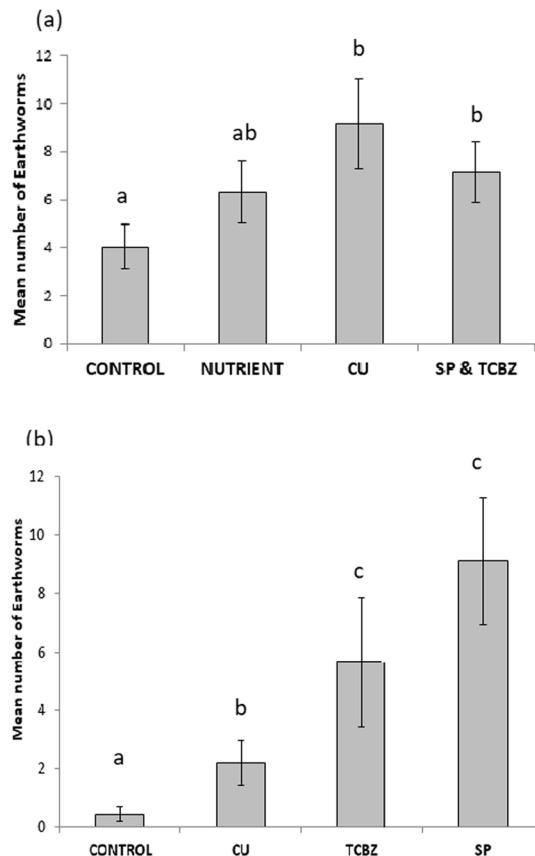 (a)
Mean number of Earthworms
12
10
8
6
4
2
0
a
ab
b
b
CONTROL NUTRIENT CU SP & TCBZ
(b)
Mean number of Earthworms
12
10
8
6
4
2
0
a
b
c
c
CONTROL CU TCBZ SP